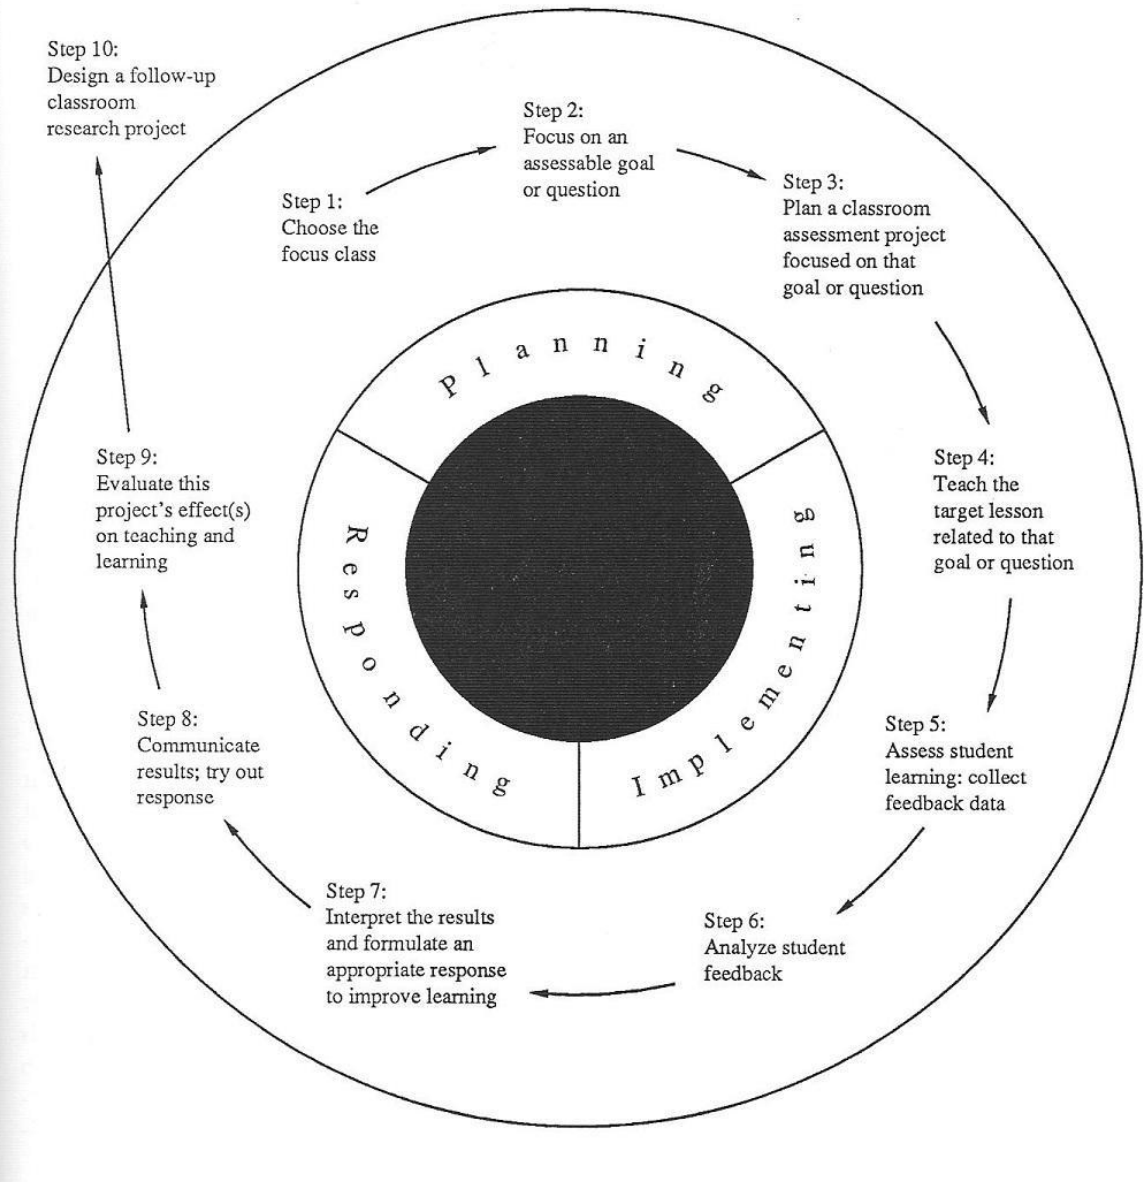 Step 10:
Design a follow-up
classroom
research project
Step 1:
Choose the
focus class
Step 2:
Focus on an
assessable goal
or question
Step 3:
Plan a classroom
assessment project
focused on that
goal or question
Step 4:
Teach the
target lesson
related to that
goal or question
Step 5:
Assess student
learning: collect
feedback data
Step 6:
Analyze student
feedback
Step 7:
Interpret the results
and formulate an
appropriate response
to improve learning
Step 8:
Communicate
results; try out
response
Step 9:
Evaluate this
project's effect(s)
on teaching and
learning
Planning
Implementing
Responding